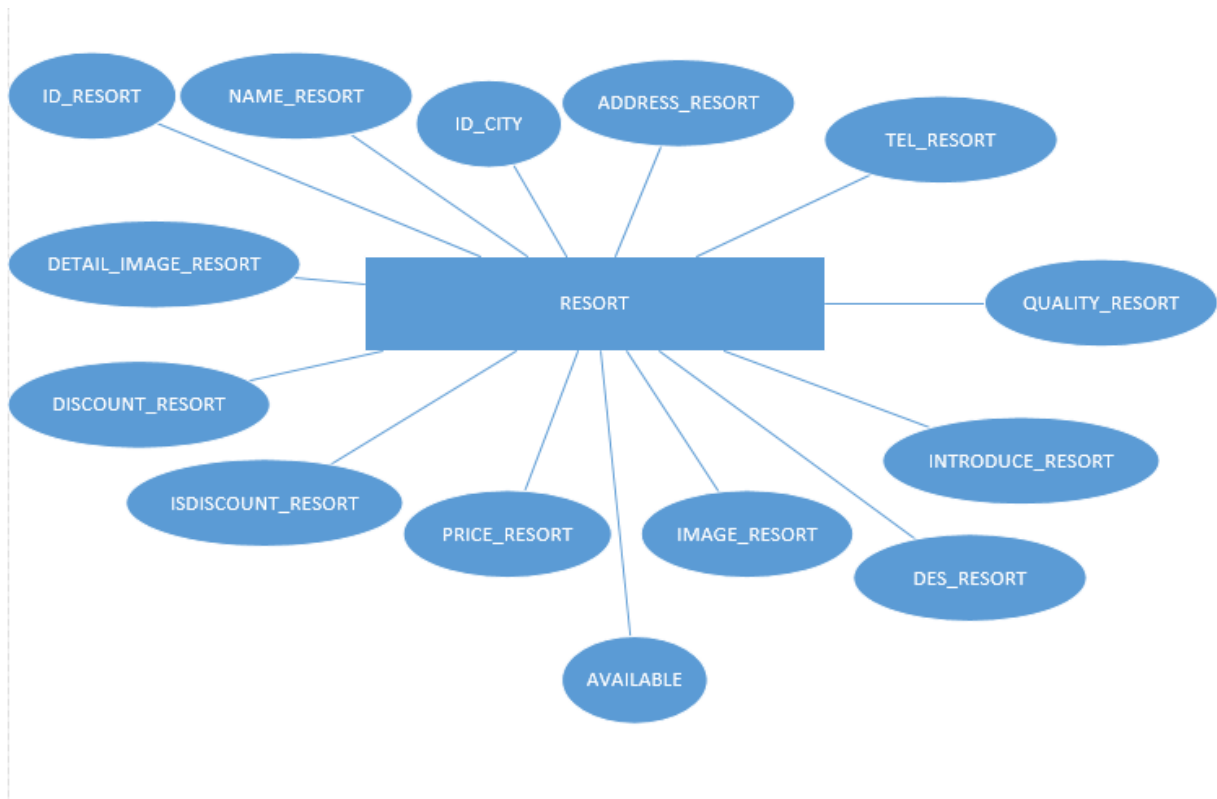 ID_RESORT
NAME_RESORT
ID_CITY
ADDRESS_RESORT
TEL_RESORT
DETAIL_IMAGE_RESORT
RESORT
QUALITY_RESORT
DISCOUNT_RESORT
INTRODUCE_RESORT
ISDISCOUNT_RESORT
PRICE_RESORT
IMAGE_RESORT
DES_RESORT
AVAILABLE